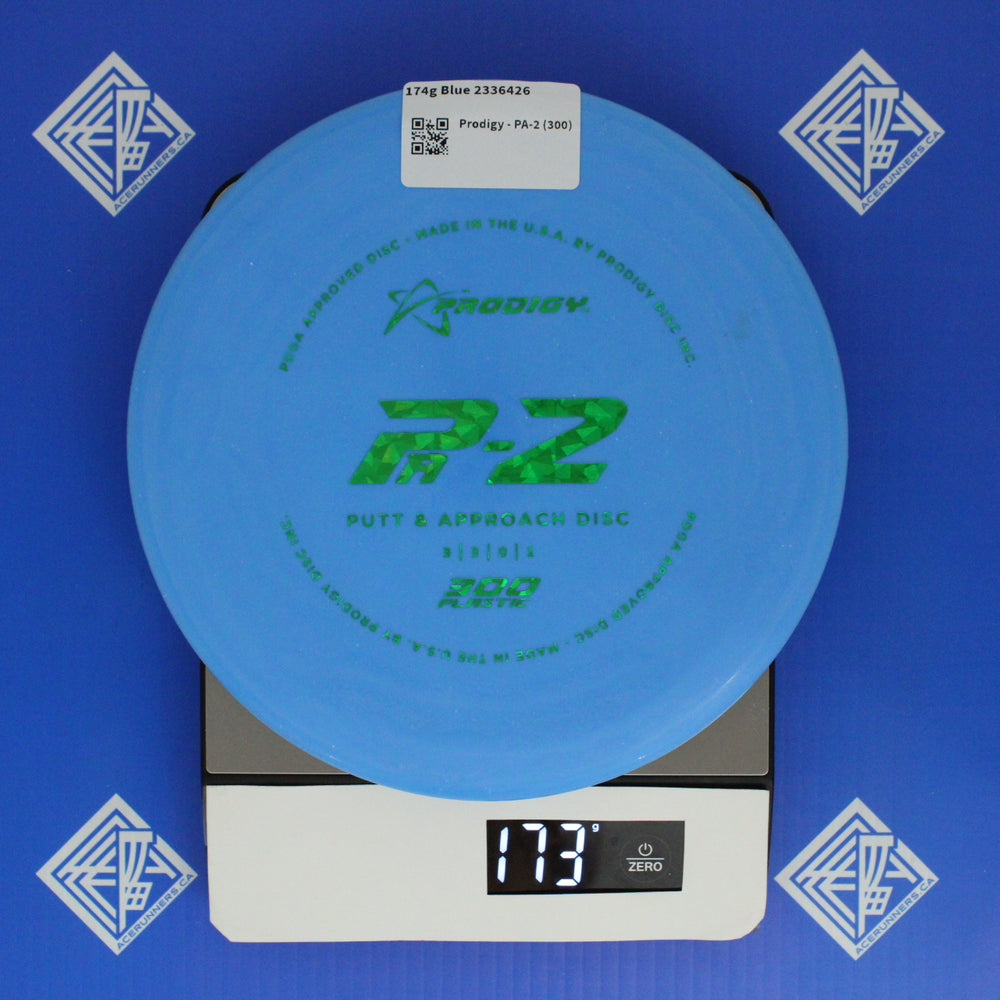 174g Blue 2336426
Prodigy - PA-2 (300)
ACERUNNERS.CA
ACERUNNERS.CA
PDGA APPROVED DISC - MADE IN THE U.S.A. BY PRODIGY DISC INC.
PRODIGY
PA-2
PUTT & APPROACH DISC
3|3|0|1
300
PLASTIC
PDGA APPROVED DISC - MADE IN THE U.S.A. BY PRODIGY DISC INC.
173 g
ZERO
ACERUNNERS.CA
ACERUNNERS.CA